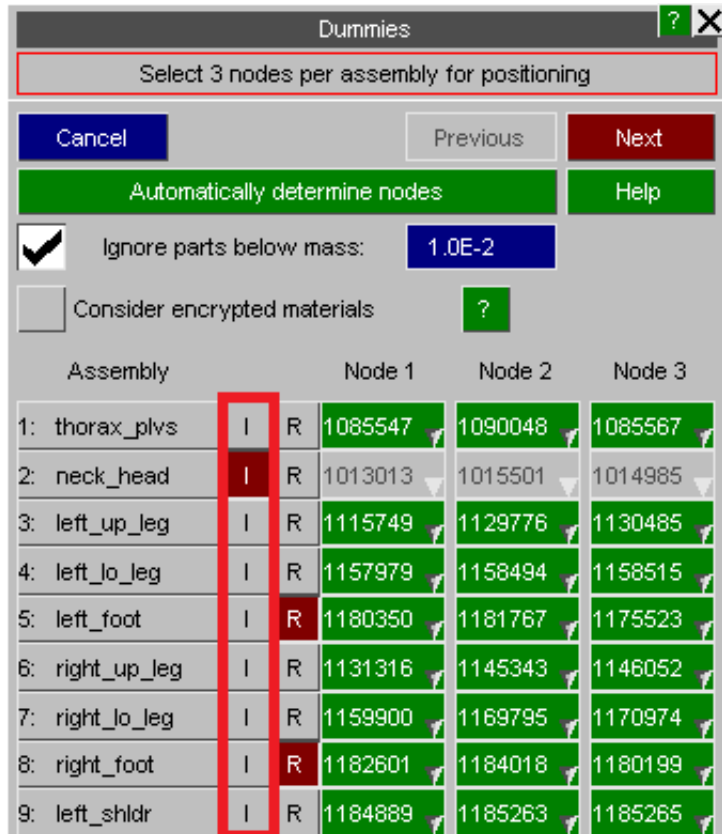 Dummies ? X
Select 3 nodes per assembly for positioning
Cancel Previous Next
Automatically determine nodes Help
Ignore parts below mass: 1.0E-2
Consider encrypted materials ?
Assembly Node 1 Node 2 Node 3
1: thorax_plvs I R 1085547 1090048 1085567
2: neck_head I R 1013013 1015501 1014985
3: left_up_leg I R 1115749 1129776 1130485
4: left_lo_leg I R 1157979 1158494 1158515
5: left_foot I R 1180350 1181767 1175523
6: right_up_leg I R 1131316 1145343 1146052
7: right_lo_leg I R 1159900 1169795 1170974
8: right_foot I R 1182601 1184018 1180199
9: left_shldr I R 1184889 1185263 1185265